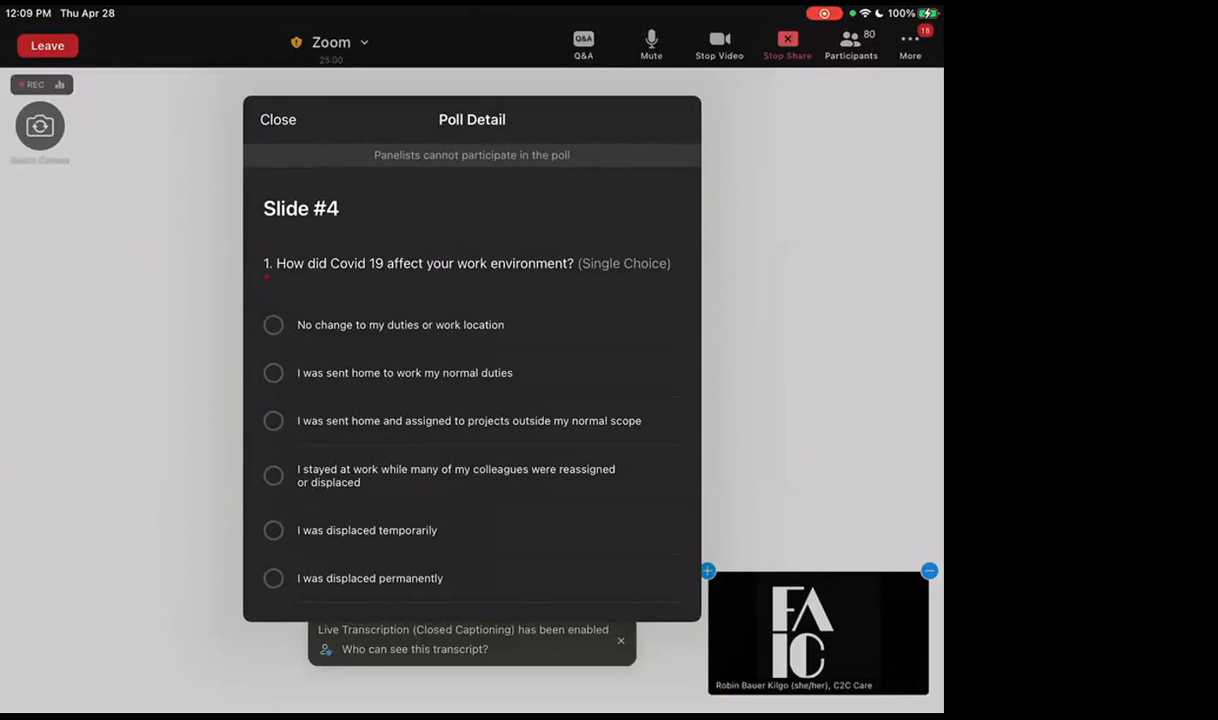 12:09 PM Thu Apr 28
100%
Leave
Zoom
25:00
Q&A
Q&A
Mute
Stop Video
Stop Share
80
Participants
18
More
REC
Switch Camera
Close
Poll Detail
Panelists cannot participate in the poll
Slide #4
1. How did Covid 19 affect your work environment? (Single Choice)
*
No change to my duties or work location
I was sent home to work my normal duties
I was sent home and assigned to projects outside my normal scope
I stayed at work while many of my colleagues were reassigned
or displaced
I was displaced temporarily
I was displaced permanently
Live Transcription (Closed Captioning) has been enabled
Who can see this transcript?
FA
IC
Robin Bauer Kilgo (she/her), C2C Care